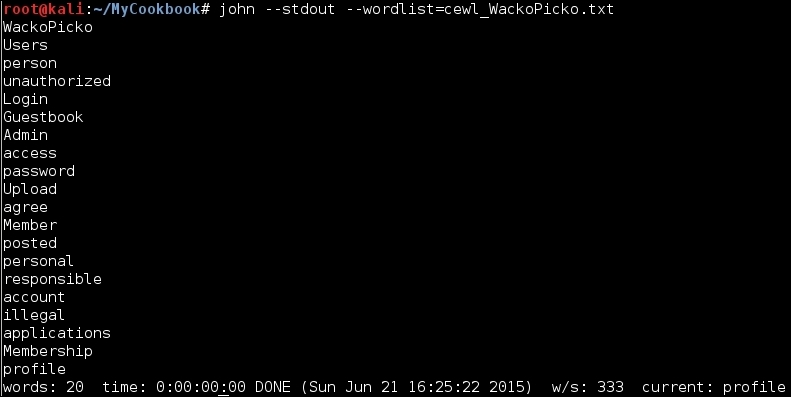 root@kali:~/MyCookbook# john --stdout --wordlist=cewl_WackoPicko.txt
WackoPicko
Users
person
unauthorized
Login
Guestbook
Admin
access
password
Upload
agree
Member
posted
personal
responsible
account
illegal
applications
Membership
profile
words: 20  time: 0:00:00:00 DONE (Sun Jun 21 16:25:22 2015)  w/s: 333  current: profile